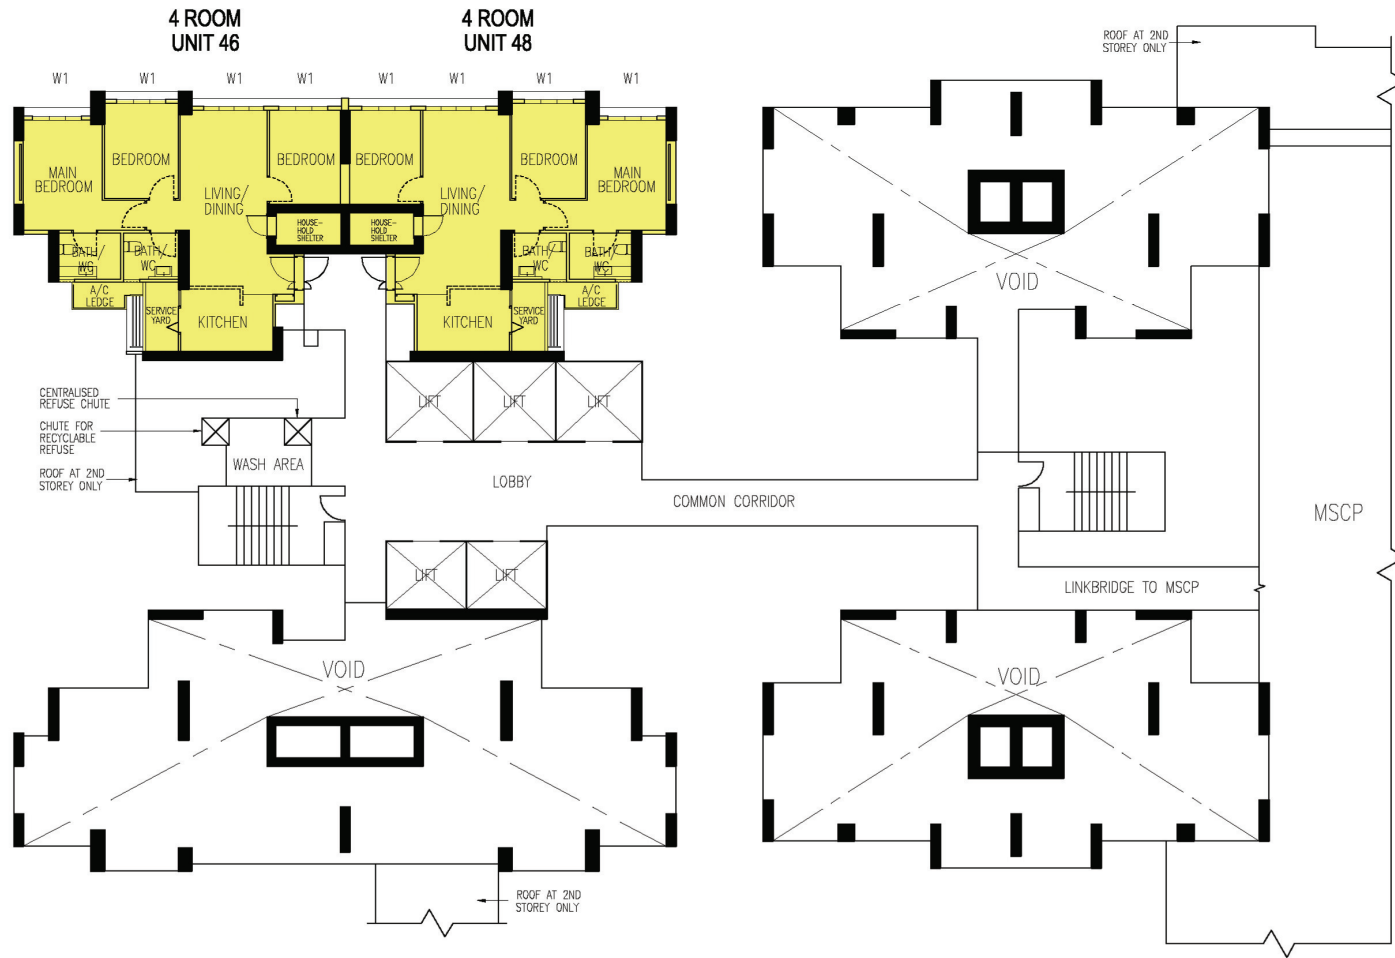 4 ROOM
UNIT 46
4 ROOM
UNIT 48
ROOF AT 2ND
STOREY ONLY
W1
W1
W1
W1
W1
W1
W1
W1
MAIN
BEDROOM
BEDROOM
LIVING/
DINING
BEDROOM
BEDROOM
LIVING/
DINING
BEDROOM
MAIN
BEDROOM
HOUSE-
HOLD
SHELTER
HOUSE-
HOLD
SHELTER
BATH/
WC
BATH/
WC
BATH/
WC
BATH/
WC
A/C
LEDGE
A/C
LEDGE
SERVICE
YARD
KITCHEN
KITCHEN
SERVICE
YARD
VOID
CENTRALISED
REFUSE CHUTE
CHUTE FOR
RECYCLABLE
REFUSE
ROOF AT 2ND
STOREY ONLY
WASH AREA
LIFT
LIFT
LIFT
LOBBY
COMMON CORRIDOR
MSCP
LIFT
LIFT
LINKBRIDGE TO MSCP
VOID
VOID
ROOF AT 2ND
STOREY ONLY